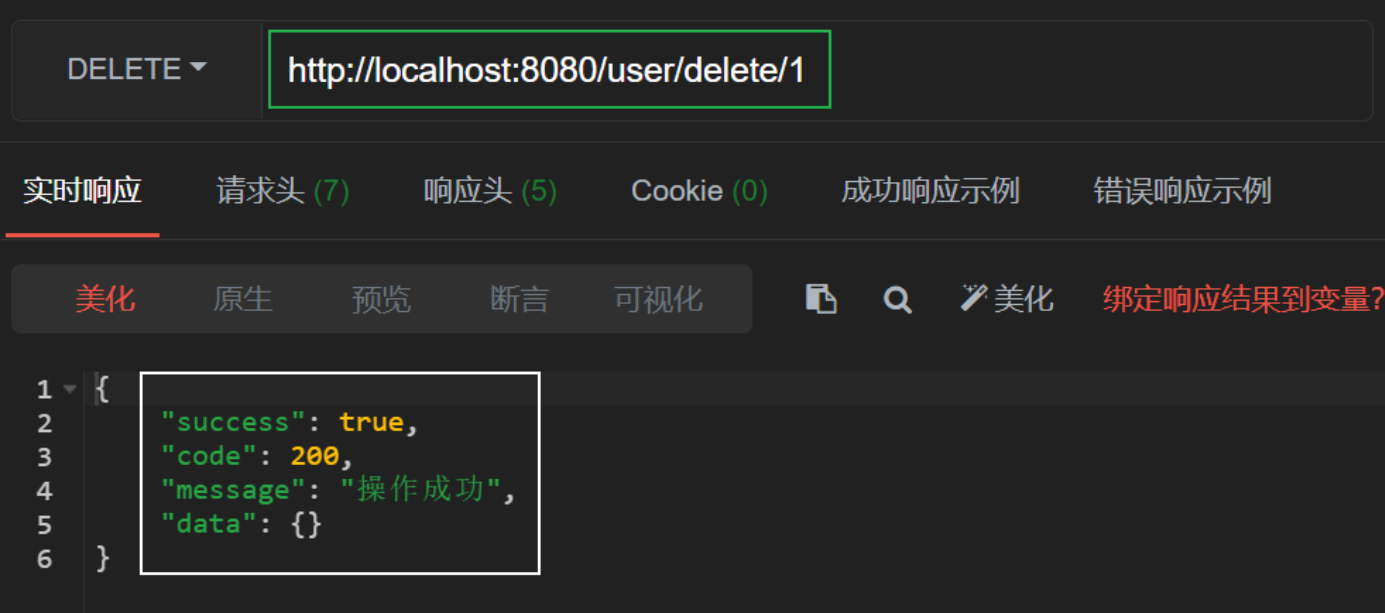 DELETE http://localhost:8080/user/delete/1
实时响应 请求头 (7) 响应头 (5) Cookie (0) 成功响应示例 错误响应示例
美化 原生 预览 断言 可视化 美化 绑定响应结果到变量?
1 {
2 "success": true,
3 "code": 200,
4 "message": "操作成功",
5 "data": {}
6 }